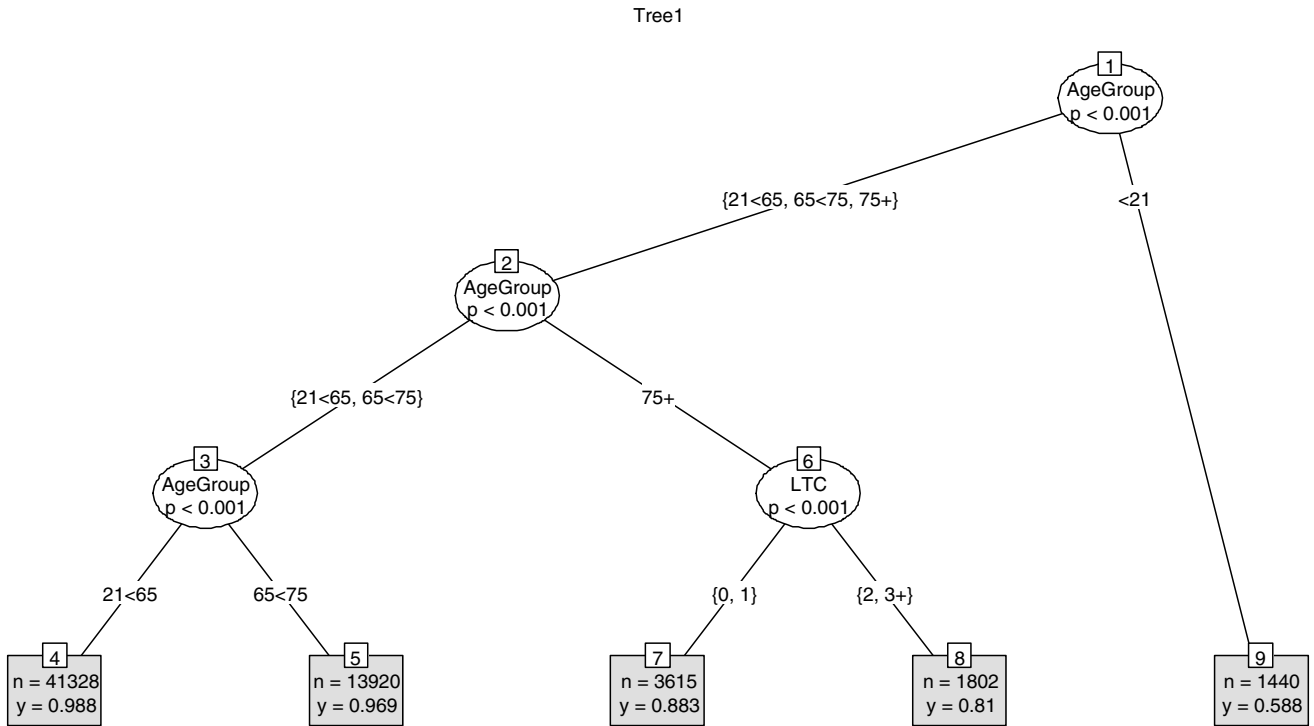 Tree1
1
AgeGroup
p < 0.001
{21<65, 65<75, 75+}
<21
2
AgeGroup
p < 0.001
{21<65, 65<75}
75+
3
AgeGroup
p < 0.001
6
LTC
p < 0.001
21<65
65<75
{0, 1}
{2, 3+}
4
n = 41328
y = 0.988
5
n = 13920
y = 0.969
7
n = 3615
y = 0.883
8
n = 1802
y = 0.81
9
n = 1440
y = 0.588